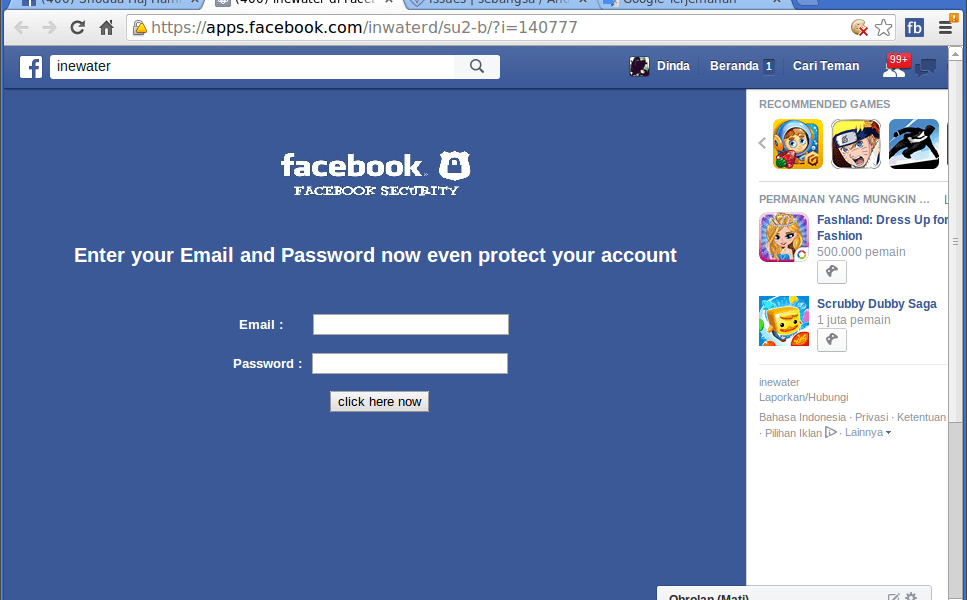 https://apps.facebook.com/inwaterd/su2-b/?i=140777
fb
inewater
Dinda
Beranda 1
Cari Teman
99+
facebook
FACEBOOK SECURITY
Enter your Email and Password now even protect your account
Email :
Password :
click here now
RECOMMENDED GAMES
PERMAINAN YANG MUNGKIN ...
Fashland: Dress Up for
Fashion
500.000 pemain
Scrubby Dubby Saga
1 juta pemain
inewater
Laporkan/Hubungi
Bahasa Indonesia · Privasi · Ketentuan
· Pilihan Iklan · Lainnya
Obrolan (Mati)